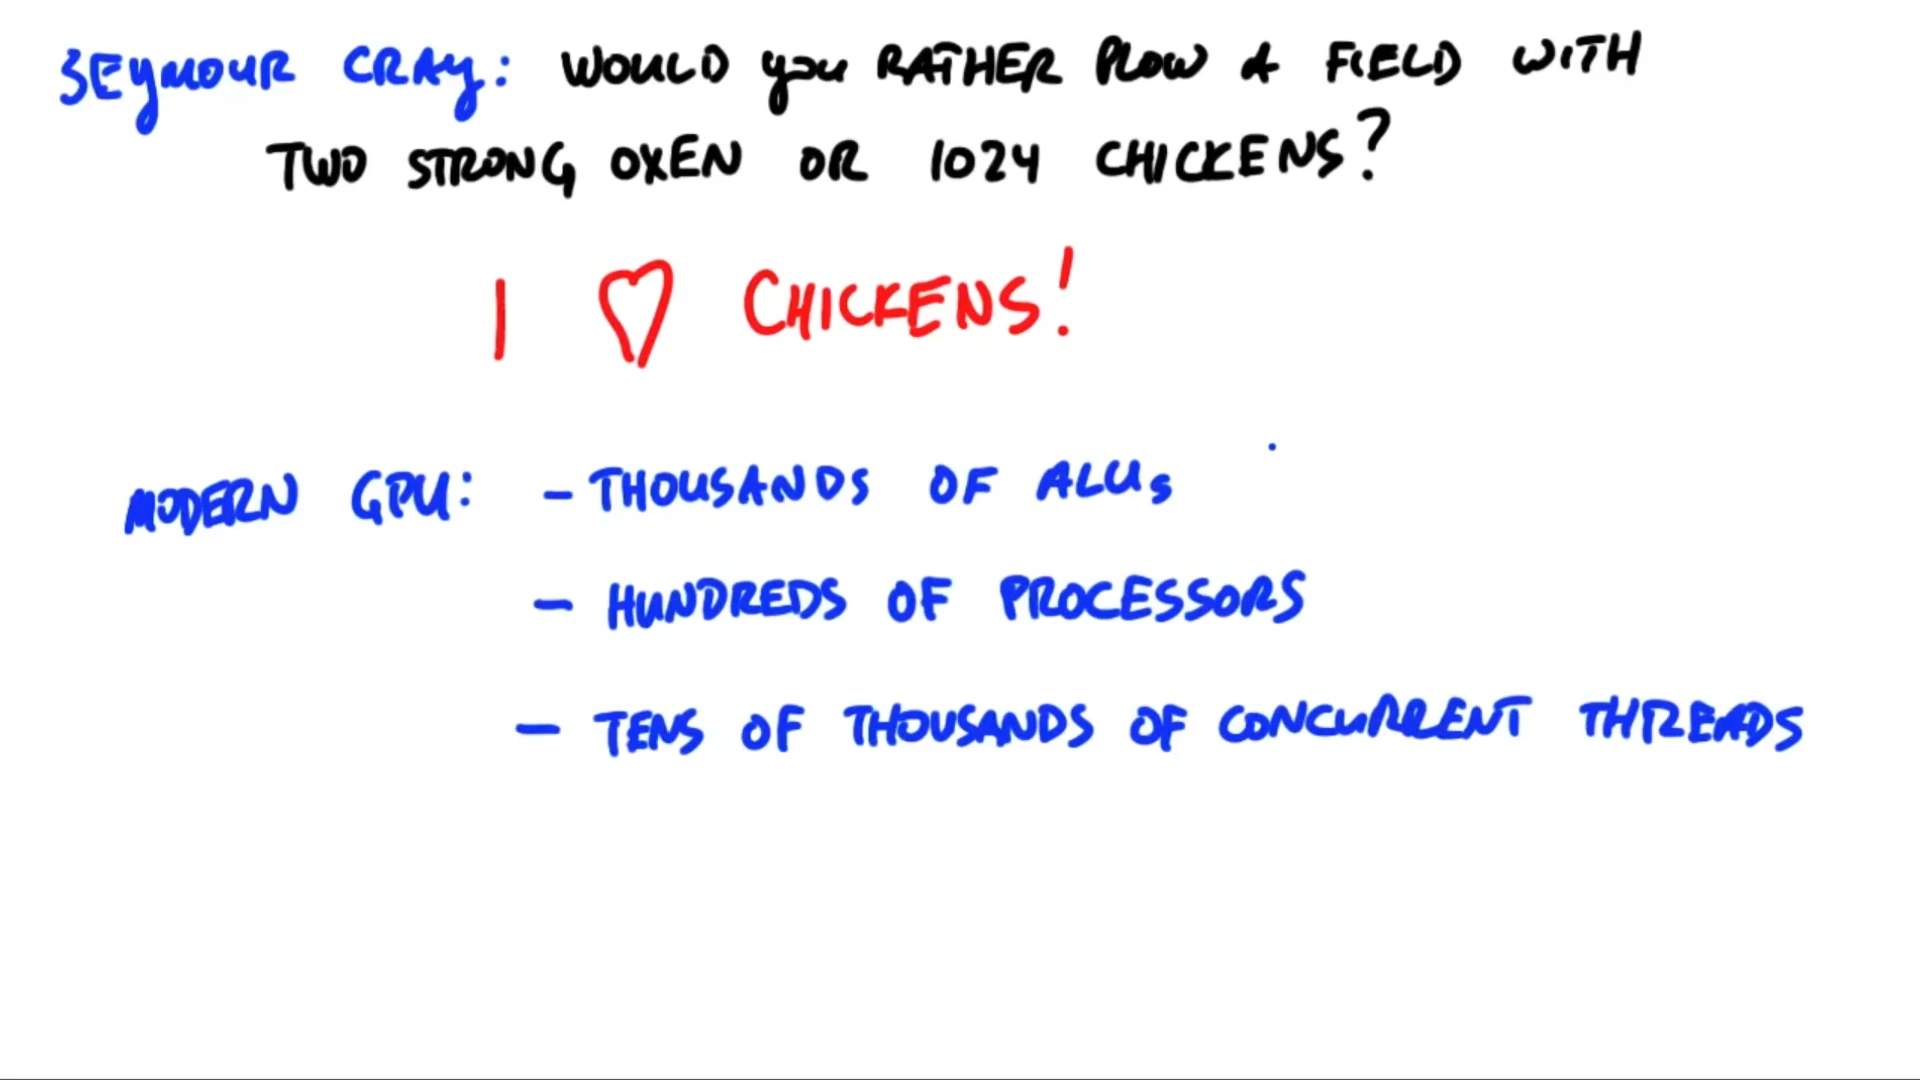 SEYMOUR CRAY: WOULD you RATHER PLOW A FIELD WITH
TWO STRONG OXEN OR 1024 CHICKENS?
I ♡ CHICKENS!
MODERN GPU: - THOUSANDS OF ALUs
- HUNDREDS OF PROCESSORS
- TENS OF THOUSANDS OF CONCURRENT THREADS